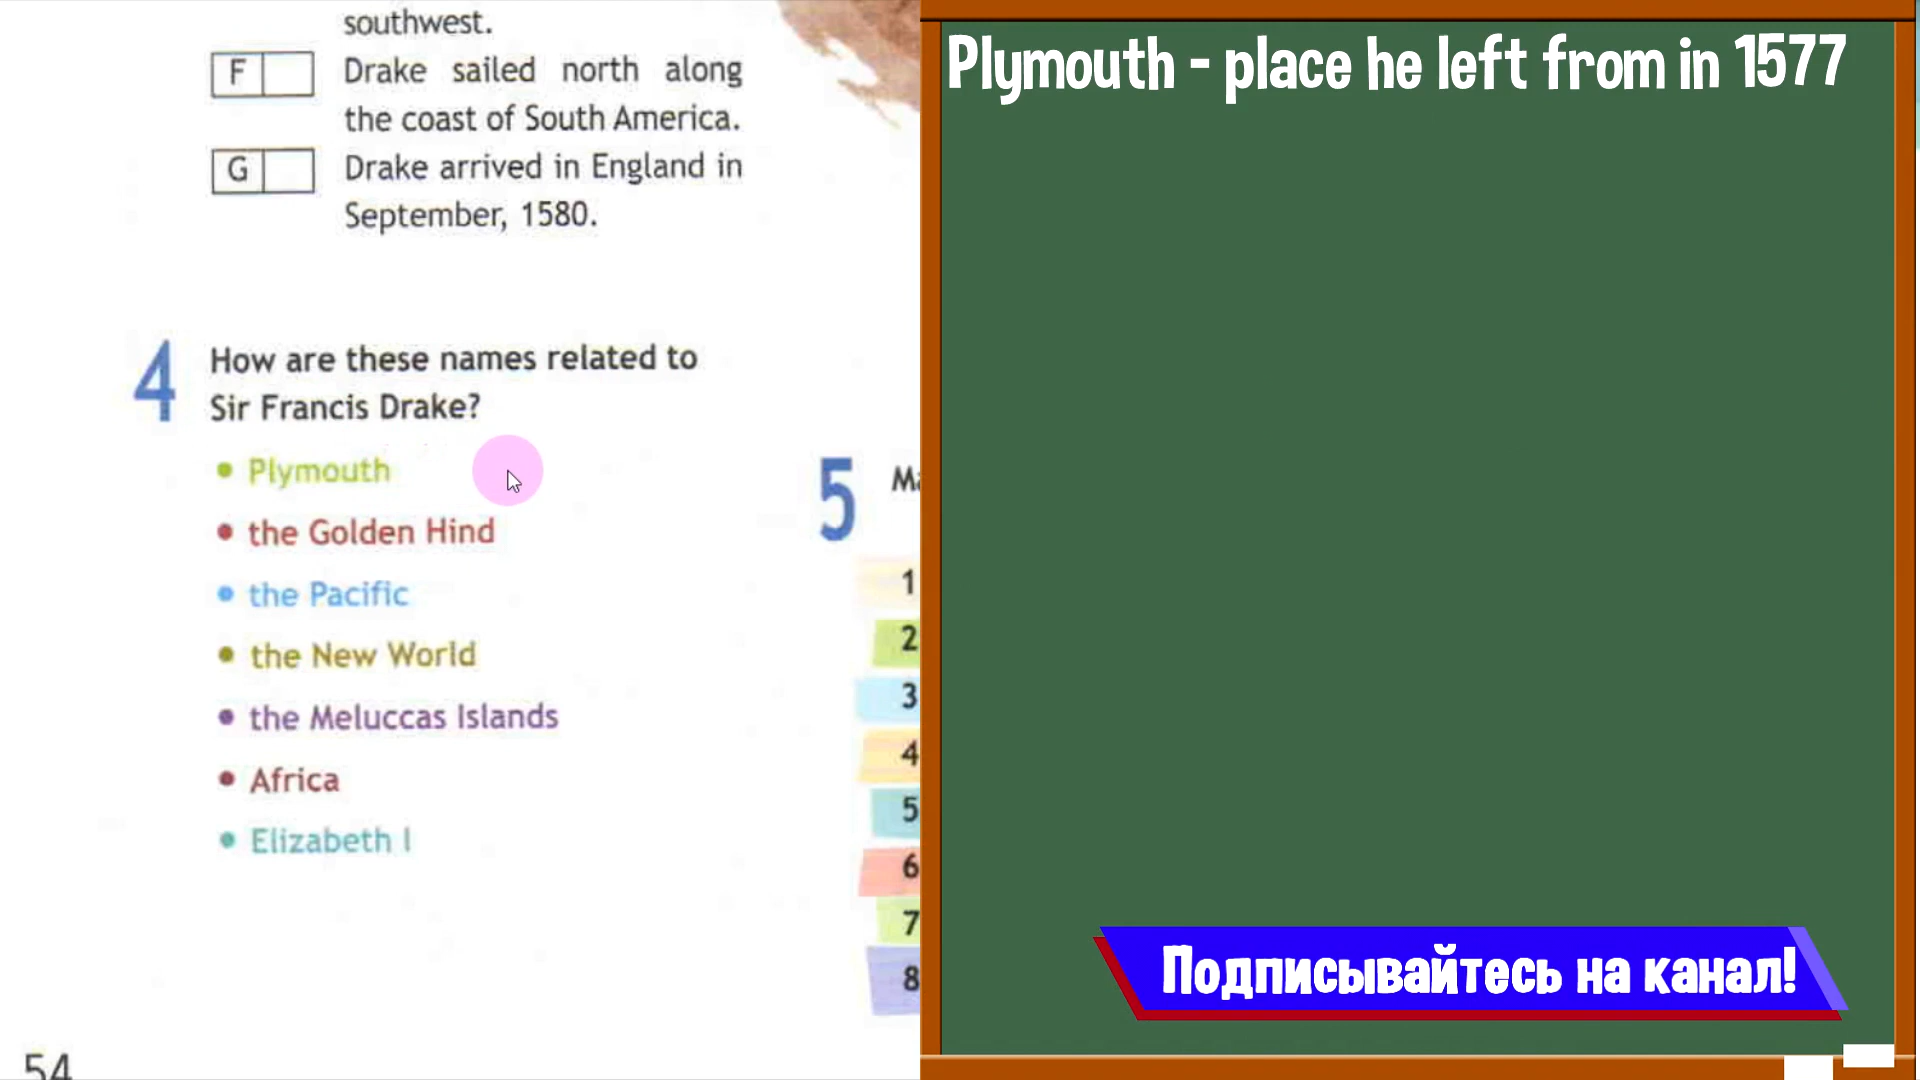 southwest.
F
Drake sailed north along
the coast of South America.
G
Drake arrived in England in
September, 1580.
4
How are these names related to
Sir Francis Drake?
• Plymouth
• the Golden Hind
• the Pacific
• the New World
• the Meluccas Islands
• Africa
• Elizabeth I
54
5
1
2
3
4
5
6
7
8
Plymouth - place he left from in 1577
Подписывайтесь на канал!